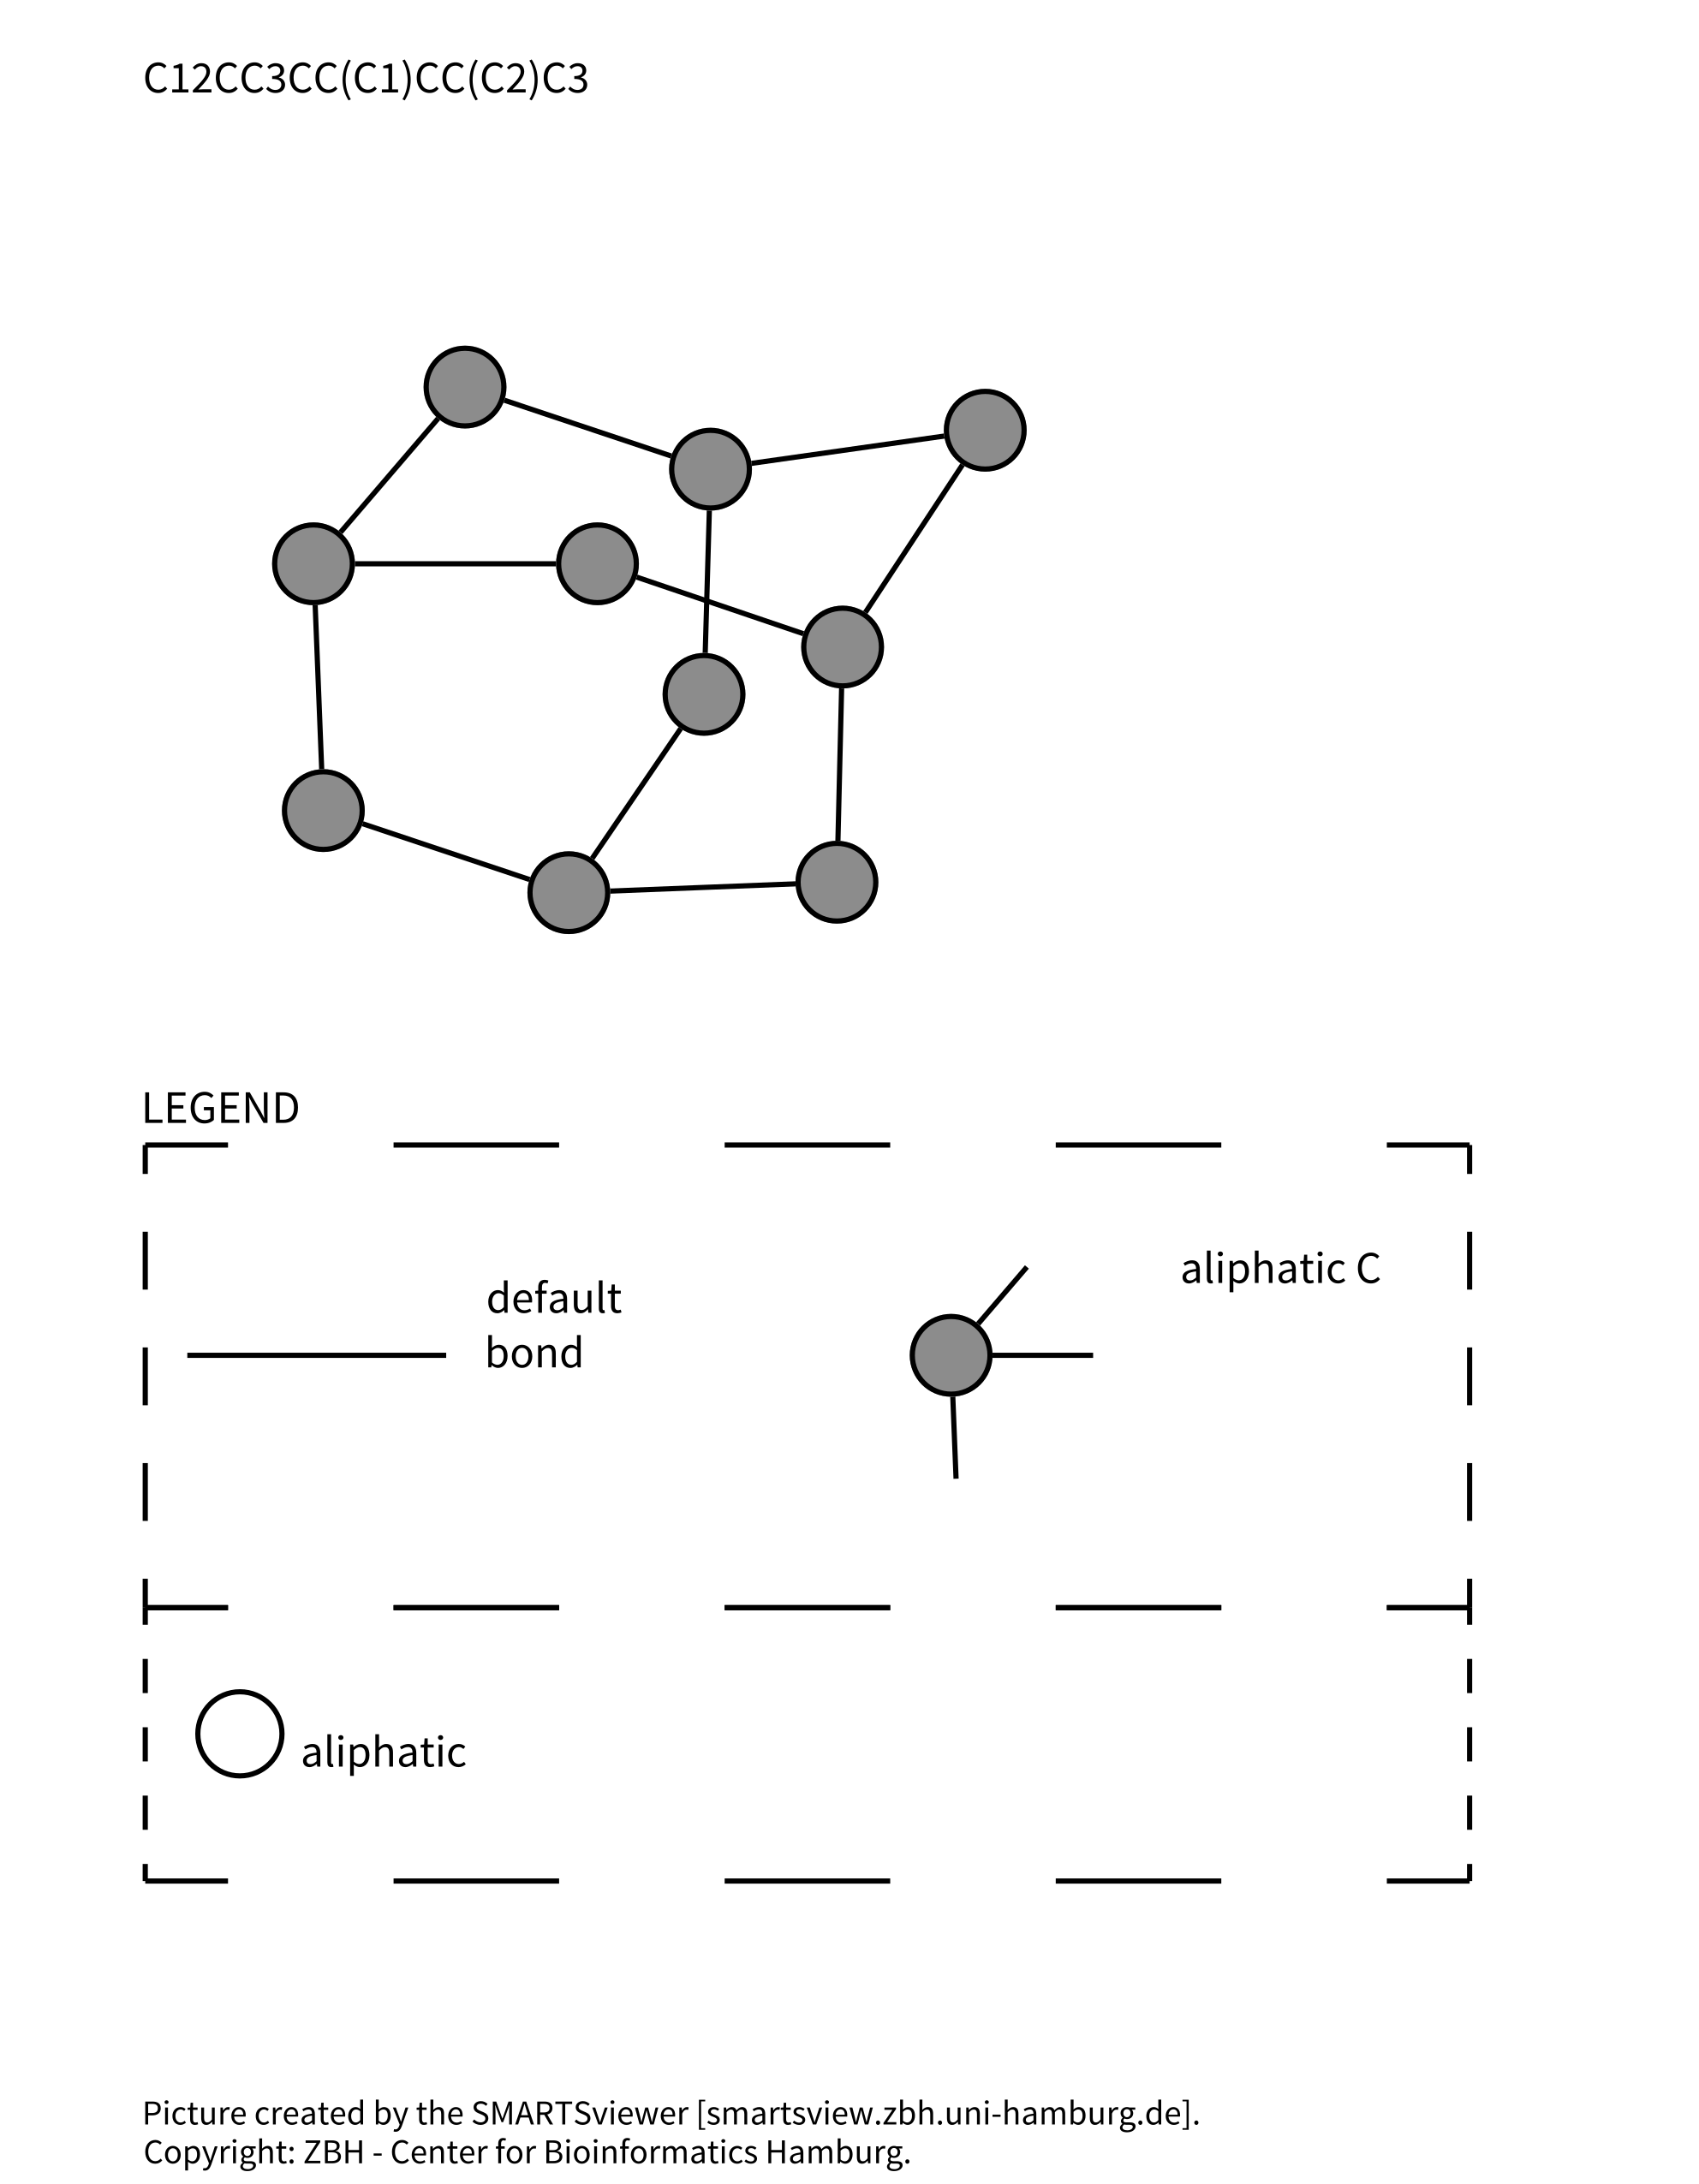 C12CC3CC(C1)CC(C2)C3
LEGEND
default
bond
aliphatic C
aliphatic
Picture created by the SMARTSviewer [smartsview.zbh.uni-hamburg.de].
Copyright: ZBH - Center for Bioinformatics Hamburg.